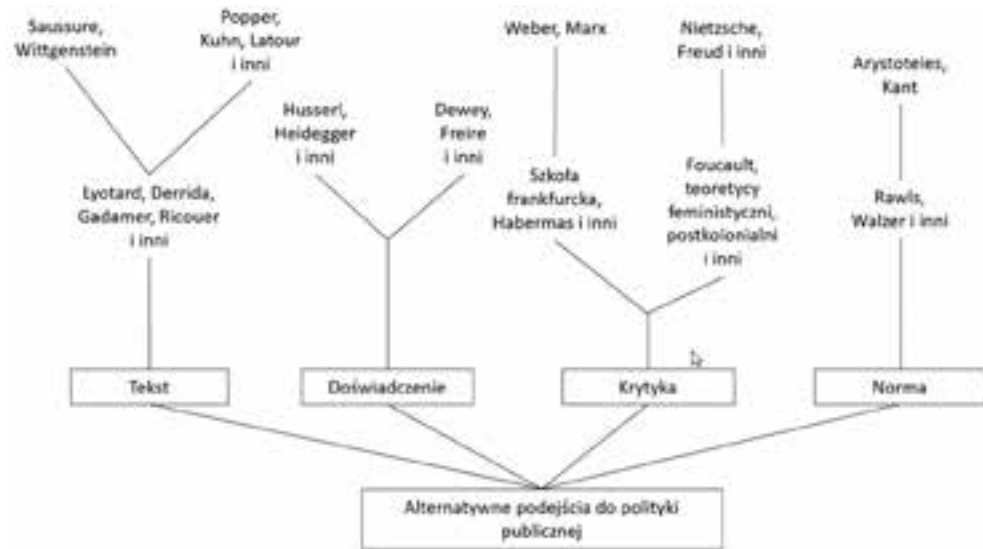 Saussure,
Wittgenstein
Popper,
Kuhn, Latour
i inni
Weber, Marx
Nietzsche,
Freud i inni
Arystoteles,
Kant
Husserl,
Heidegger
i inni
Dewey,
Freire
i inni
Lyotard, Derrida,
Gadamer, Ricouer
i inni
Szkoła
frankfurcka,
Habermas i inni
Foucault,
teoretycy
feministyczni,
postkolonialni
i inni
Rawls,
Walzer i inni
Tekst
Doświadczenie
Krytyka
Norma
Alternatywne podejścia do polityki
publicznej